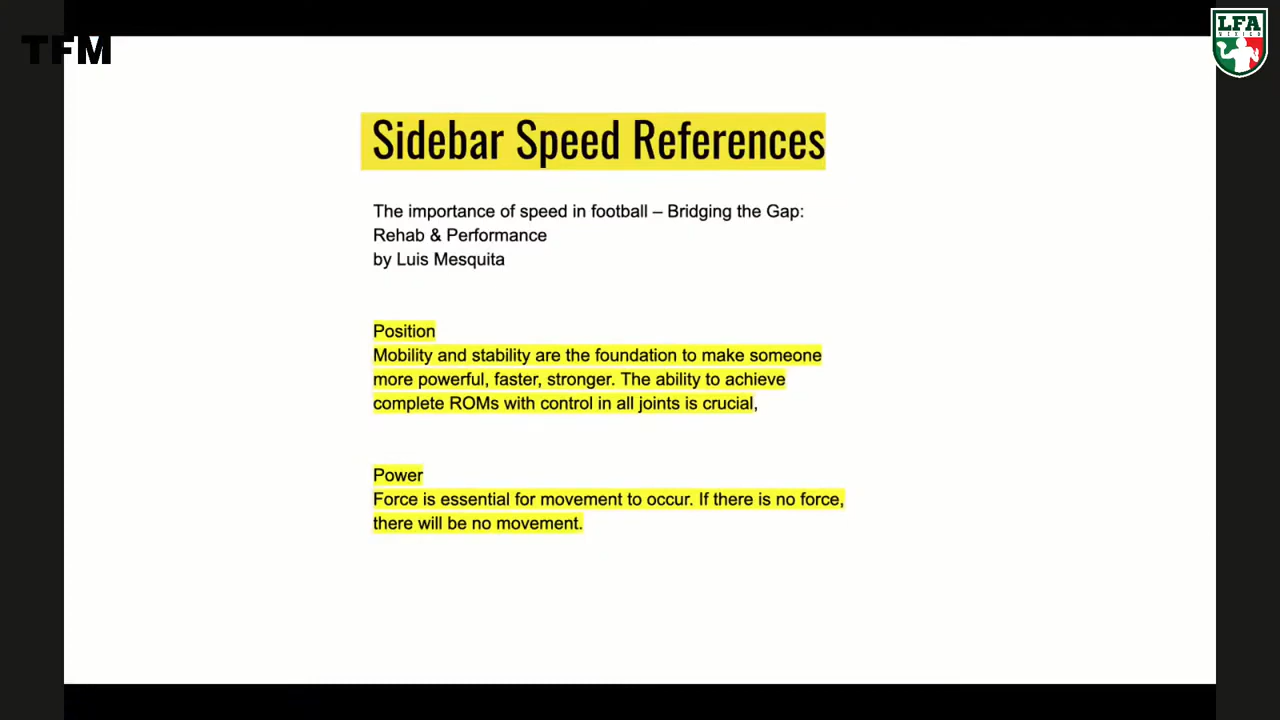 TFM
LFA
MEXICO
Sidebar Speed References
The importance of speed in football – Bridging the Gap:
Rehab & Performance
by Luis Mesquita
Position
Mobility and stability are the foundation to make someone
more powerful, faster, stronger. The ability to achieve
complete ROMs with control in all joints is crucial,
Power
Force is essential for movement to occur. If there is no force,
there will be no movement.